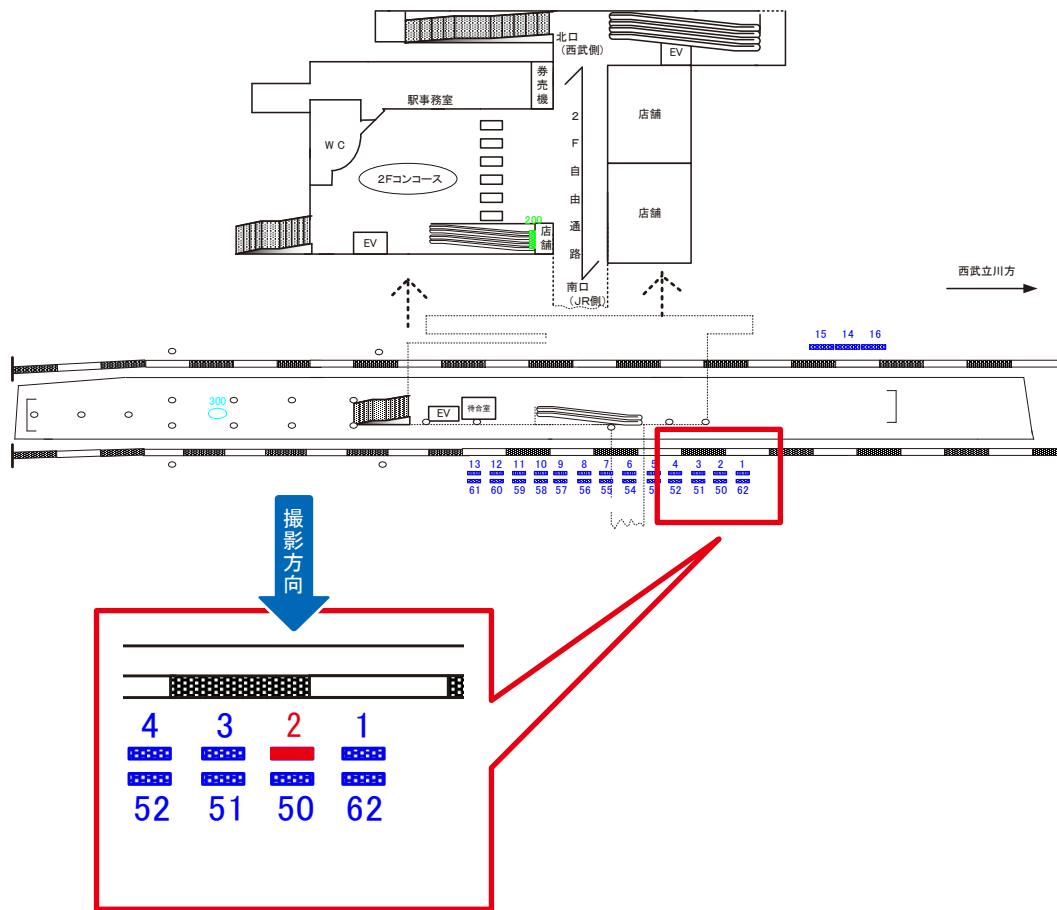 北口
（西武側）
EV
券売機
駅事務室
店舗
WC
2F自由通路
2Fコンコース
店舗
200
店舗
EV
南口
（JR側）
西武立川方
15 14 16
300
EV
待合室
13 12 11 10 9 8 7 6 5 4 3 2 1
61 60 59 58 57 56 55 54 52 51 50 62
撮影方向
4 3 2 1
52 51 50 62